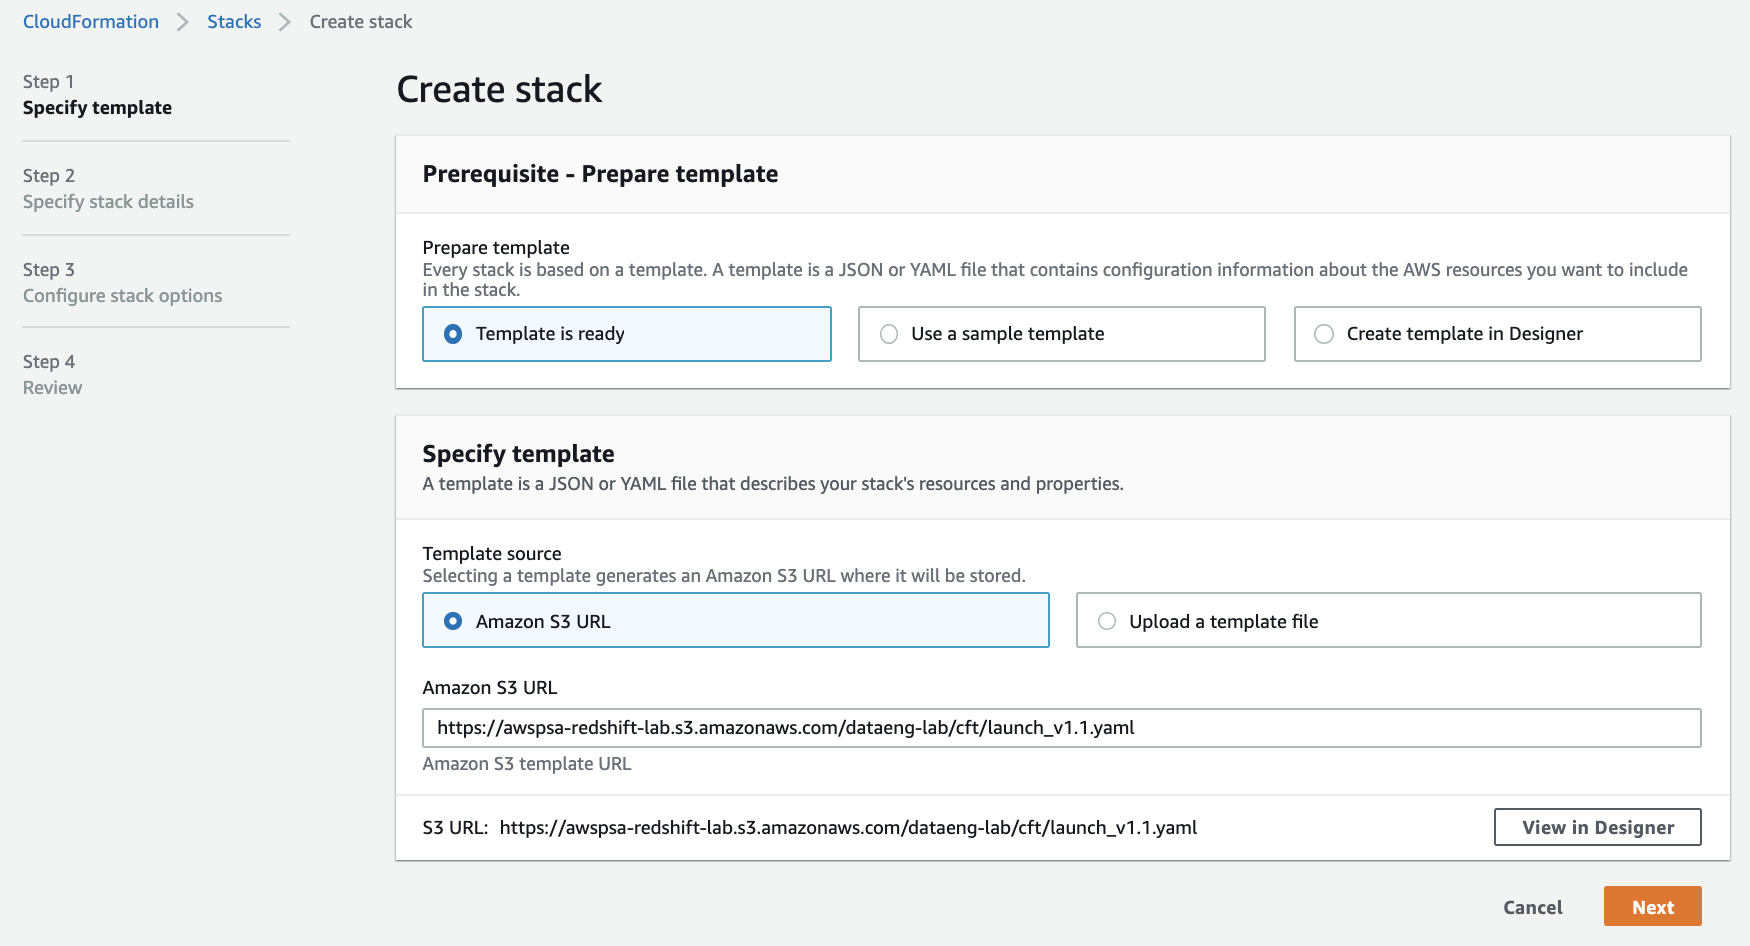 CloudFormation > Stacks > Create stack
Step 1
Specify template
Step 2
Specify stack details
Step 3
Configure stack options
Step 4
Review
Create stack
Prerequisite - Prepare template
Prepare template
Every stack is based on a template. A template is a JSON or YAML file that contains configuration information about the AWS resources you want to include
in the stack.
Template is ready
Use a sample template
Create template in Designer
Specify template
A template is a JSON or YAML file that describes your stack's resources and properties.
Template source
Selecting a template generates an Amazon S3 URL where it will be stored.
Amazon S3 URL
Upload a template file
Amazon S3 URL
https://awspsa-redshift-lab.s3.amazonaws.com/dataeng-lab/cft/launch_v1.1.yaml
Amazon S3 template URL
S3 URL: https://awspsa-redshift-lab.s3.amazonaws.com/dataeng-lab/cft/launch_v1.1.yaml
View in Designer
Cancel
Next